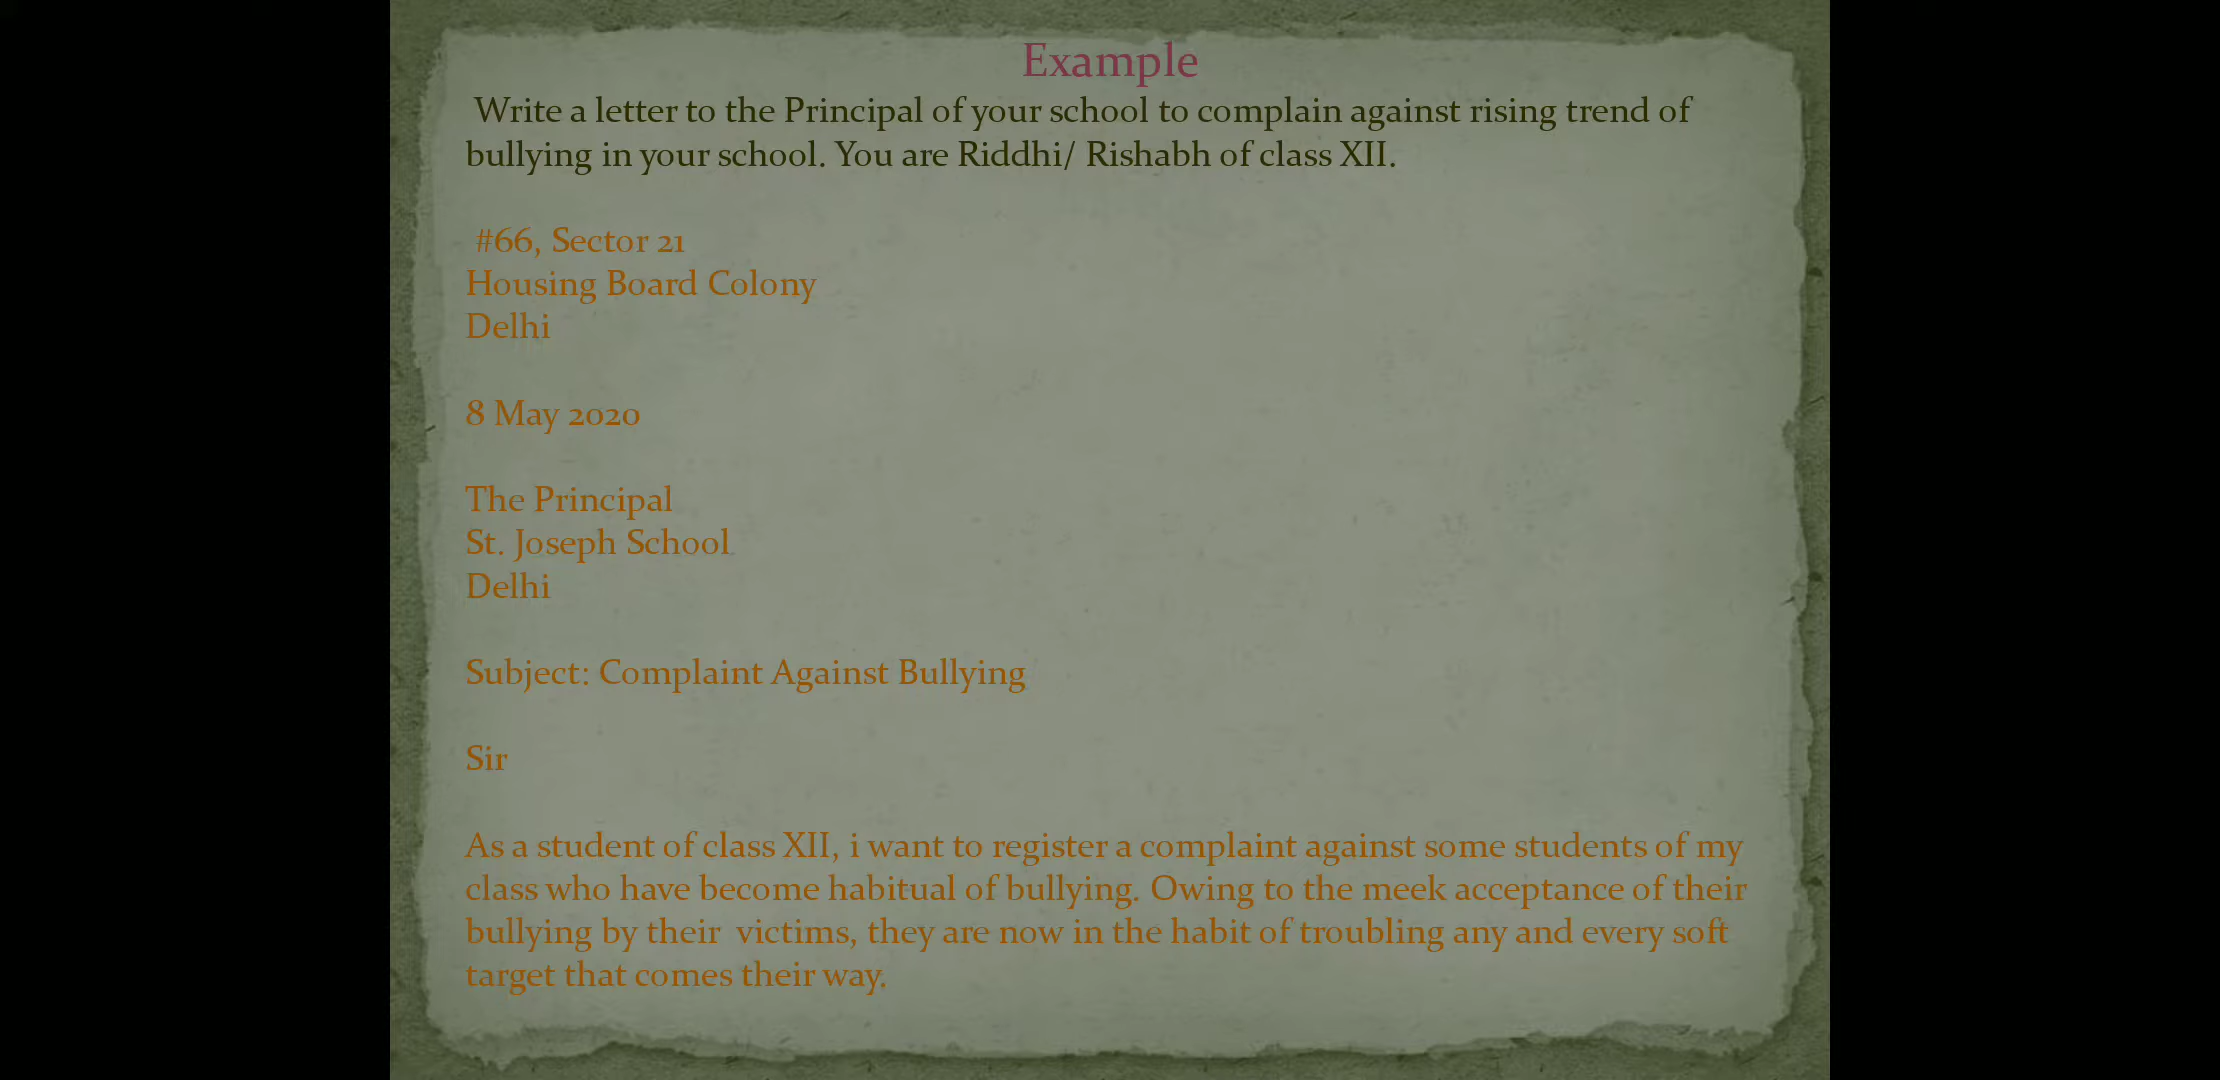 Example
Write a letter to the Principal of your school to complain against rising trend of
bullying in your school. You are Riddhi/ Rishabh of class XII.
#66, Sector 21
Housing Board Colony
Delhi
8 May 2020
The Principal
St. Joseph School
Delhi
Subject: Complaint Against Bullying
Sir
As a student of class XII, i want to register a complaint against some students of my
class who have become habitual of bullying. Owing to the meek acceptance of their
bullying by their victims, they are now in the habit of troubling any and every soft
target that comes their way.